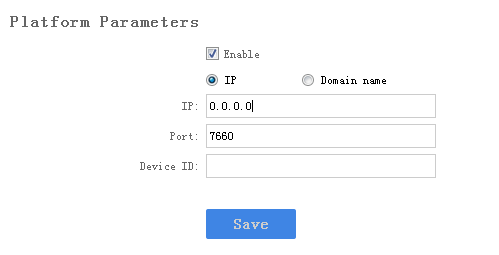 Platform Parameters
Enable
IP Domain name
IP: 0.0.0.0
Port: 7660
Device ID:
Save